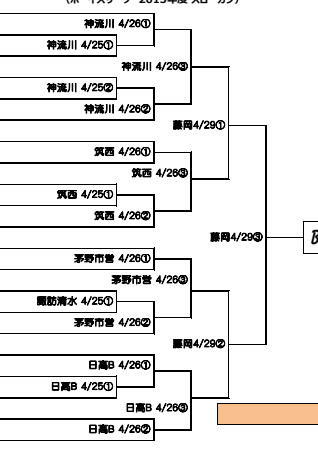 神流川 4/26①
神流川 4/25①
神流川 4/26③
神流川 4/25②
神流川 4/26②
藤岡4/29①
筑西 4/26①
筑西 4/26③
筑西 4/25①
筑西 4/26②
藤岡4/29③
茅野市営 4/26①
茅野市営 4/26③
諏訪清水 4/25①
茅野市営 4/26②
藤岡4/29②
日高B 4/26①
日高B 4/25①
日高B 4/26③
日高B 4/26②